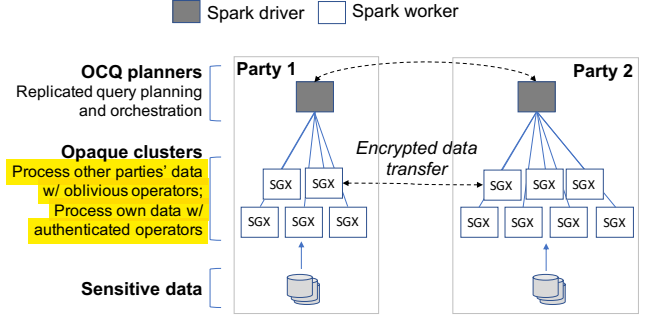 Spark driver
Spark worker
OCQ planners
Replicated query planning
and orchestration
Party 1
Party 2
Opaque clusters
Process other parties' data
w/ oblivious operators;
Process own data w/
authenticated operators
Encrypted data
transfer
SGX
SGX
SGX
SGX
SGX
SGX
SGX
SGX
SGX
SGX
SGX
SGX
Sensitive data